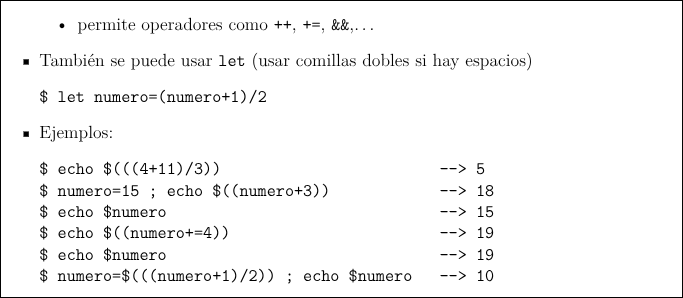 • permite operadores como ++, +=, &&,...
▪ También se puede usar let (usar comillas dobles si hay espacios)
$ let numero=(numero+1)/2
▪ Ejemplos:
$ echo $(((4+11)/3)) --> 5
$ numero=15 ; echo $((numero+3)) --> 18
$ echo $numero --> 15
$ echo $((numero+=4)) --> 19
$ echo $numero --> 19
$ numero=$(((numero+1)/2)) ; echo $numero --> 10